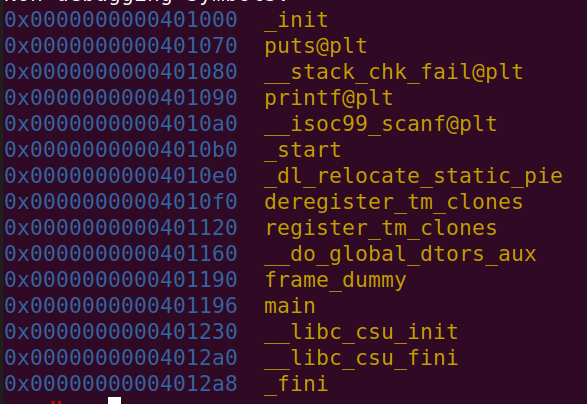 Non-debugging symbols:
0x0000000000401000  _init
0x0000000000401070  puts@plt
0x0000000000401080  __stack_chk_fail@plt
0x0000000000401090  printf@plt
0x00000000004010a0  __isoc99_scanf@plt
0x00000000004010b0  _start
0x00000000004010e0  _dl_relocate_static_pie
0x00000000004010f0  deregister_tm_clones
0x0000000000401120  register_tm_clones
0x0000000000401160  __do_global_dtors_aux
0x0000000000401190  frame_dummy
0x0000000000401196  main
0x0000000000401230  __libc_csu_init
0x00000000004012a0  __libc_csu_fini
0x00000000004012a8  _fini